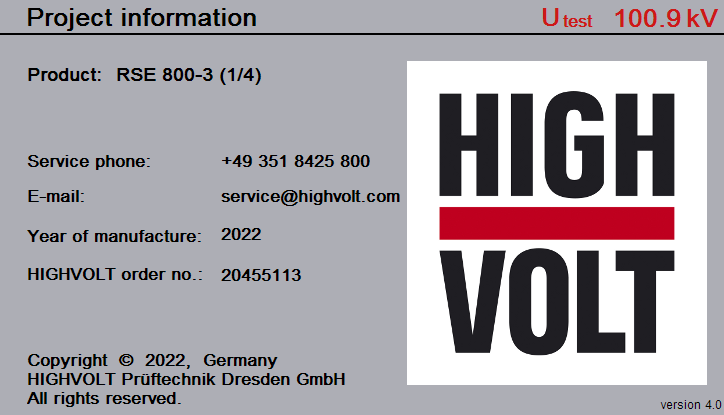 Project information
U test 100.9 kV
Product: RSE 800-3 (1/4)
Service phone: +49 351 8425 800
E-mail: service@highvolt.com
Year of manufacture: 2022
HIGHVOLT order no.: 20455113
HIGH
VOLT
Copyright © 2022, Germany
HIGHVOLT Prüftechnik Dresden GmbH
All rights reserved.
version 4.0